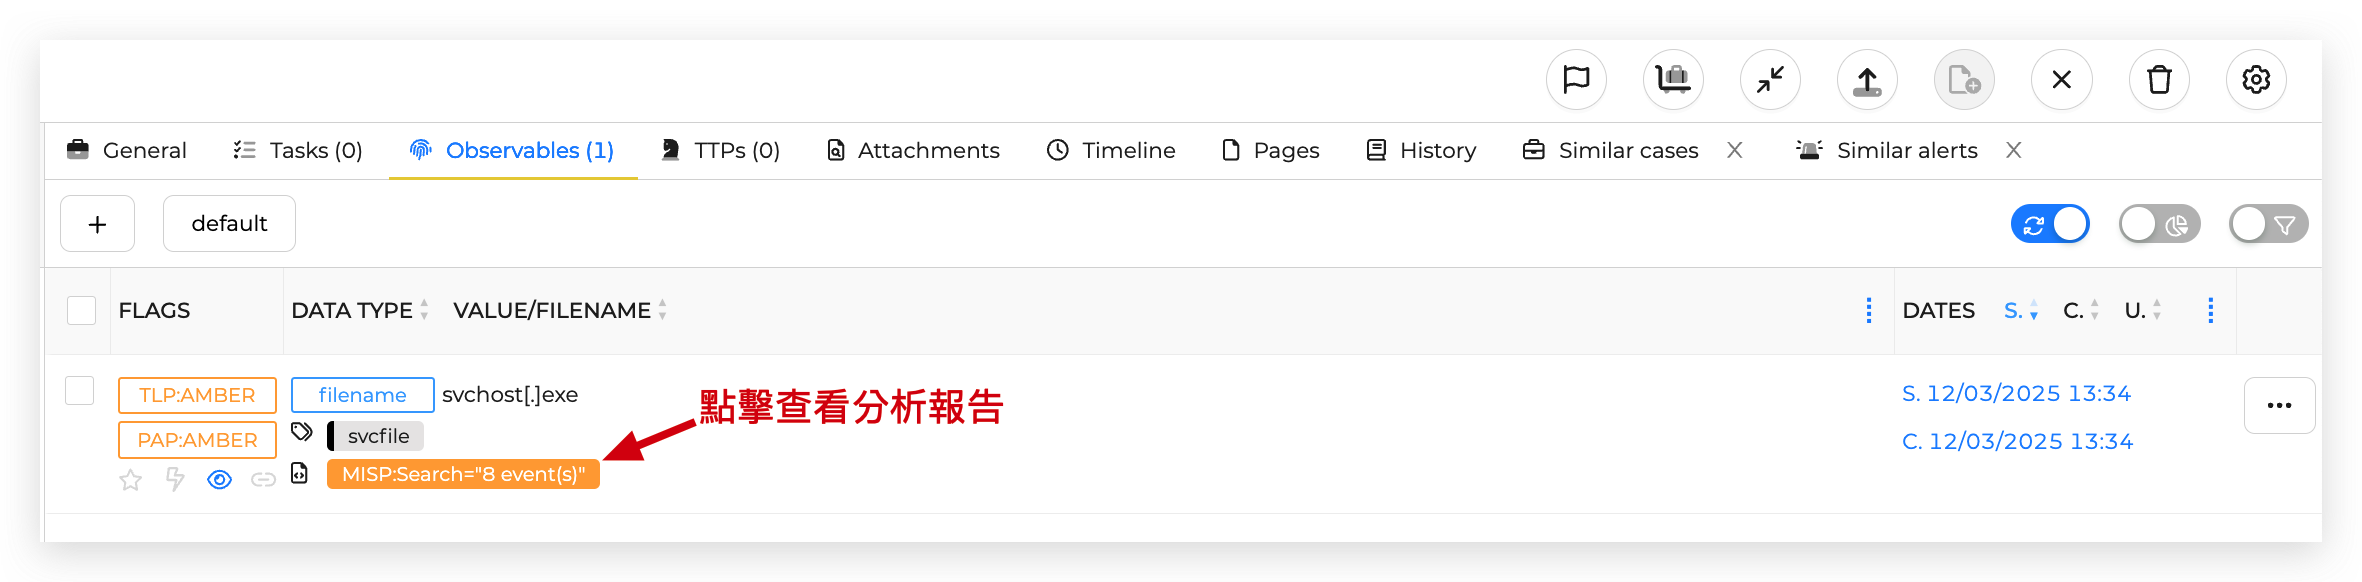 General Tasks (0) Observables (1) TTPs (0) Attachments Timeline Pages History Similar cases X Similar alerts X
+ default
FLAGS DATA TYPE VALUE/FILENAME DATES S. C. U.
TLP:AMBER filename svchost[.]exe 點擊查看分析報告 S. 12/03/2025 13:34
PAP:AMBER svcfile C. 12/03/2025 13:34
MISP:Search="8 event(s)"